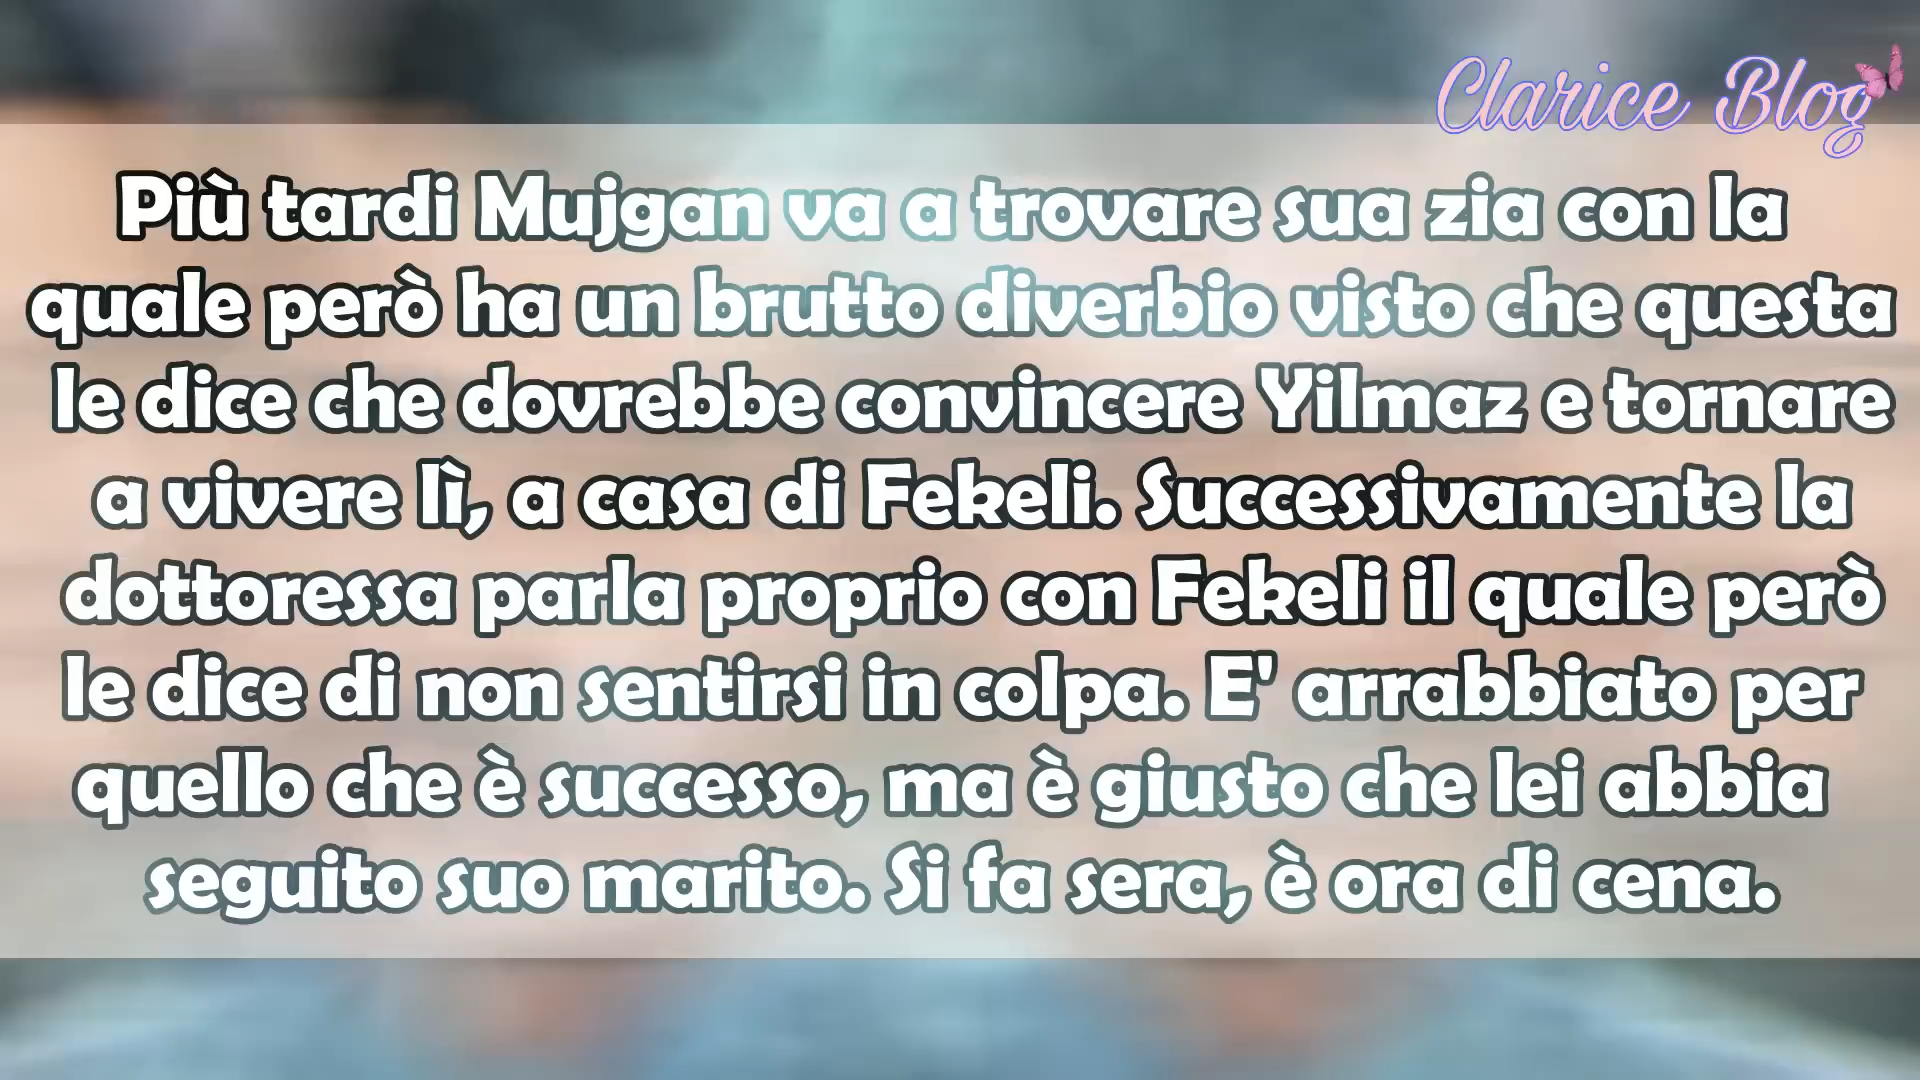 Clarice Blog
Più tardi Mujgan va a trovare sua zia con la
quale però ha un brutto diverbio visto che questa
le dice che dovrebbe convincere Yilmaz e tornare
a vivere lì, a casa di Fekeli. Successivamente la
dottoressa parla proprio con Fekeli il quale però
le dice di non sentirsi in colpa. E' arrabbiato per
quello che è successo, ma è giusto che lei abbia
seguito suo marito. Si fa sera, è ora di cena.